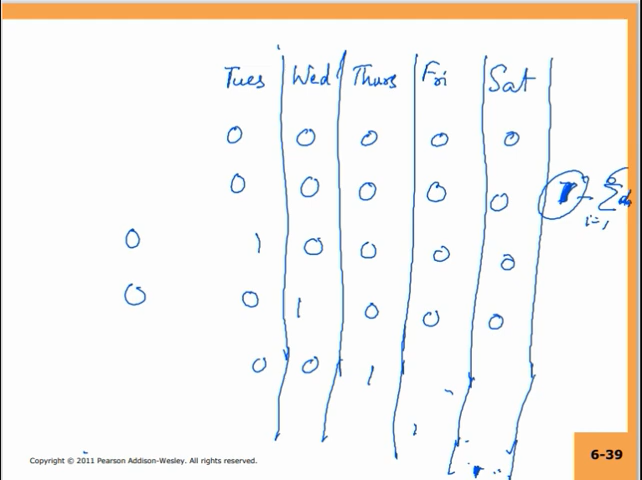 Tues Wed Thurs Fri Sat
0 0 0 0 0
0 0 0 0 0
0 1 0 0 0 0
0 0 1 0 0 0
0 0 1
Copyright © 2011 Pearson Addison-Wesley. All rights reserved.
6-39